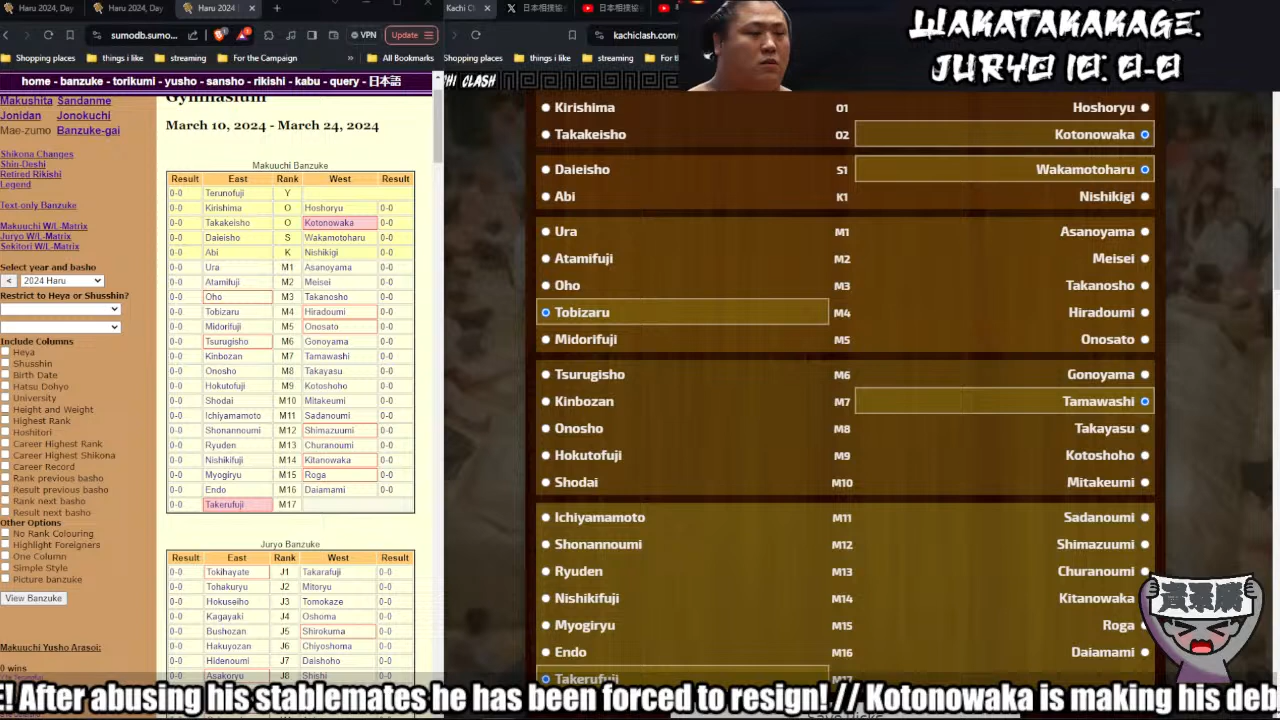 Haru 2024, Day
Haru 2024, Day
Haru 2024
sumodb.sumo...
VPN
Update
Shopping places
things i like
streaming
For the Campaign
All Bookmarks
home - banzuke - torikumi - yusho - sansho - rikishi - kabu - query - 日本語
Makushita Sandanme
Jonidan Jonokuchi
Mae-zumo Banzuke-gai
Shikona Changes
Shin-Deshi
Retired Rikishi
Legend
Text-only Banzuke
Makuuchi W/L-Matrix
Juryo W/L-Matrix
Sekitori W/L-Matrix
Select year and basho
< 2024 Haru
Restrict to Heya or Shusshin?
Include Columns
Heya
Shusshin
Birth Date
Hatsu Dohyo
University
Height and Weight
Highest Rank
Hoshitori
Career Highest Rank
Career Highest Shikona
Career Record
Rank previous basho
Result previous basho
Rank next basho
Result next basho
Other Options
No Rank Colouring
Highlight Foreigners
One Column
Simple Style
Picture banzuke
View Banzuke
Makuuchi Yusho Arasoi:
0 wins
Gymnasium
March 10, 2024 - March 24, 2024
Makuuchi Banzuke
Result East Rank West Result
0-0 Terunofuji Y
0-0 Kirishima O Hoshoryu 0-0
0-0 Takakeisho O Kotonowaka 0-0
0-0 Daieisho S Wakamotoharu 0-0
0-0 Abi K Nishikigi 0-0
0-0 Ura M1 Asanoyama 0-0
0-0 Atamifuji M2 Meisei 0-0
0-0 Oho M3 Takanosho 0-0
0-0 Tobizaru M4 Hiradoumi 0-0
0-0 Midorifuji M5 Onosato 0-0
0-0 Tsurugisho M6 Gonoyama 0-0
0-0 Kinbozan M7 Tamawashi 0-0
0-0 Onosho M8 Takayasu 0-0
0-0 Hokutofuji M9 Kotoshoho 0-0
0-0 Shodai M10 Mitakeumi 0-0
0-0 Ichiyamamoto M11 Sadanoumi 0-0
0-0 Shonannoumi M12 Shimazuumi 0-0
0-0 Ryuden M13 Churanoumi 0-0
0-0 Nishikifuji M14 Kitanowaka 0-0
0-0 Myogiryu M15 Roga 0-0
0-0 Endo M16 Daiamami 0-0
0-0 Takerufuji M17
Juryo Banzuke
Result East Rank West Result
0-0 Tokihayate J1 Takarafuji 0-0
0-0 Tohakuryu J2 Mitoryu 0-0
0-0 Hokuseiho J3 Tomokaze 0-0
0-0 Kagayaki J4 Oshoma 0-0
0-0 Bushozan J5 Shirokuma 0-0
0-0 Hakuyozan J6 Chiyoshoma 0-0
0-0 Hidenoumi J7 Daishoho 0-0
0-0 Asakoryu J8 Shishi 0-0
Kachi Cl
日本相撲
日本相撲協
kachiclash.com
Shopping places
things i like
streaming
For th
CHI CLASH
WAKATAKAKAGE.
JURYO 10: 0-0
Kirishima O1 Hoshoryu
Takakeisho O2 Kotonowaka
Daieisho S1 Wakamotoharu
Abi K1 Nishikigi
Ura M1 Asanoyama
Atamifuji M2 Meisei
Oho M3 Takanosho
Tobizaru M4 Hiradoumi
Midorifuji M5 Onosato
Tsurugisho M6 Gonoyama
Kinbozan M7 Tamawashi
Onosho M8 Takayasu
Hokutofuji M9 Kotoshoho
Shodai M10 Mitakeumi
Ichiyamamoto M11 Sadanoumi
Shonannoumi M12 Shimazuumi
Ryuden M13 Churanoumi
Nishikifuji M14 Kitanowaka
Myogiryu M15 Roga
Endo M16 Daiamami
Takerufuji M17
E! After abusing his stablemates he has been forced to resign! // Kotonowaka is making his deb
Save Picks